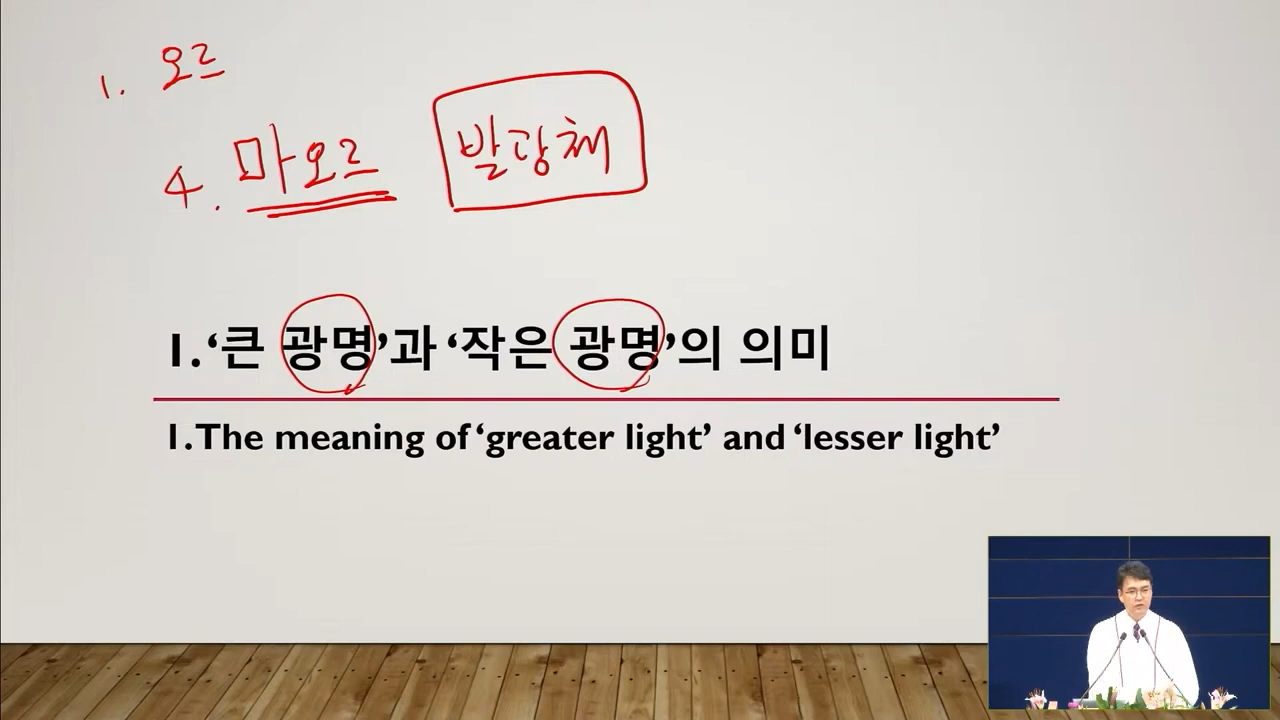 1. 오르
4. 마오르 발광체
1. ‘큰 광명’과 ‘작은 광명’의 의미
1. The meaning of ‘greater light’ and ‘lesser light’